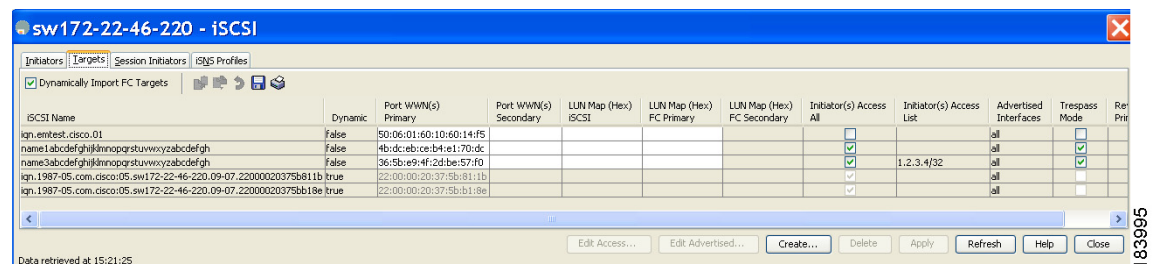 sw172-22-46-220 - iSCSI
Initiators Targets Session Initiators iSNS Profiles
Dynamically Import FC Targets
Port WWN(s) Port WWN(s) LUN Map (Hex) LUN Map (Hex) LUN Map (Hex) Initiator(s) Access Initiator(s) Access Advertised Trespass Re
iSCSI Name Dynamic Primary Secondary iSCSI FC Primary FC Secondary All List Interfaces Mode Prir
iqn.emtest.cisco.01 false 50:06:01:60:10:60:14:f5 all
name1abcdefghijklmnopqrstuvwxyzabcdefgh false 4b:dc:eb:ce:b4:e1:70:dc all
name3abcdefghijklmnopqrstuvwxyzabcdefgh false 36:5b:e9:4f:2d:be:57:f0 1.2.3.4/32 all
iqn.1987-05.com.cisco:05.sw172-22-46-220.09-07.22000020375b811b true 22:00:00:20:37:5b:81:1b all
iqn.1987-05.com.cisco:05.sw172-22-46-220.09-07.22000020375bb18e true 22:00:00:20:37:5b:b1:8e all
Edit Access... Edit Advertised... Create... Delete Apply Refresh Help Close
Data retrieved at 15:21:25
183995